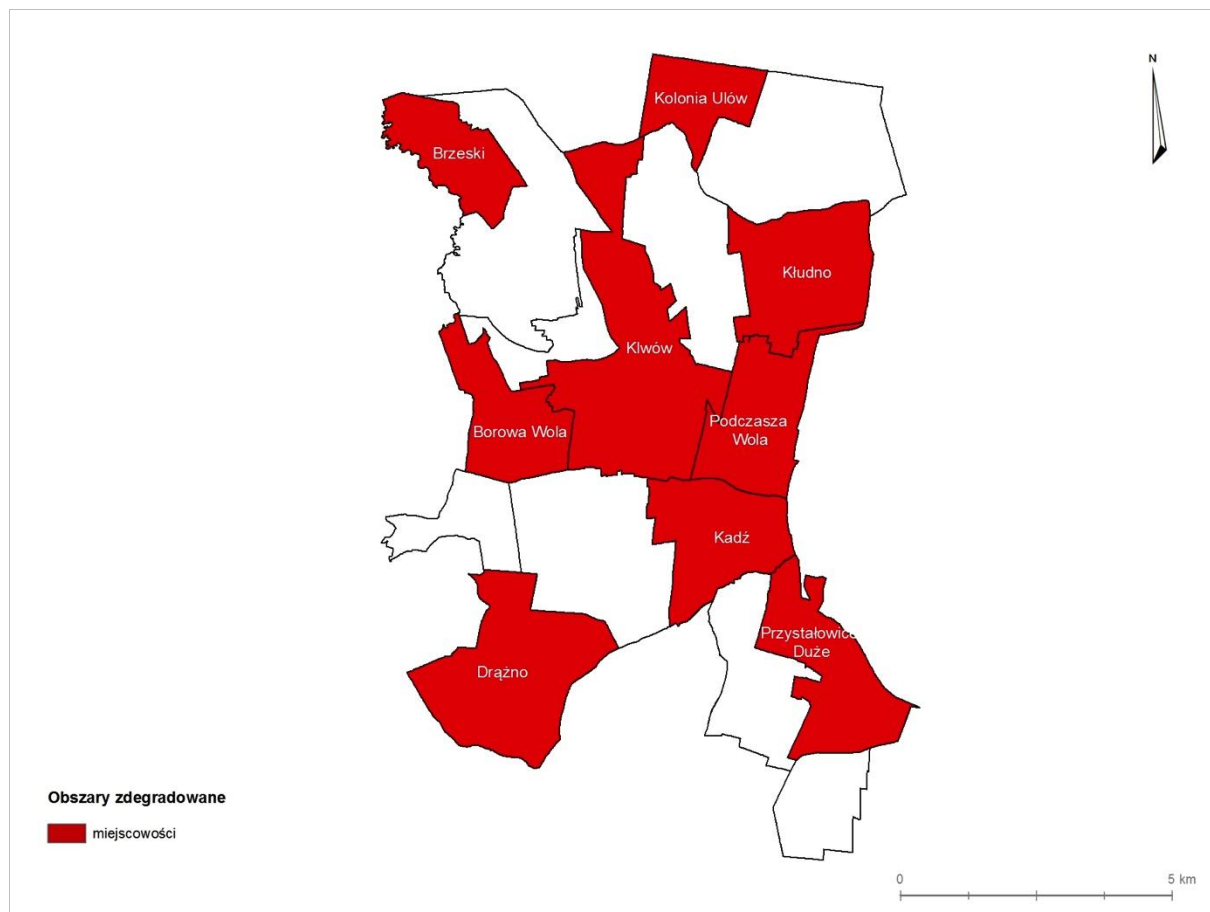 N
Kolonia Ulów
Brzeski
Kłudno
Klwów
Podczasza
Wola
Borowa Wola
Kadź
Przystałowice
Duże
Drążno
Obszary zdegradowane
miejscowości
0
5 km